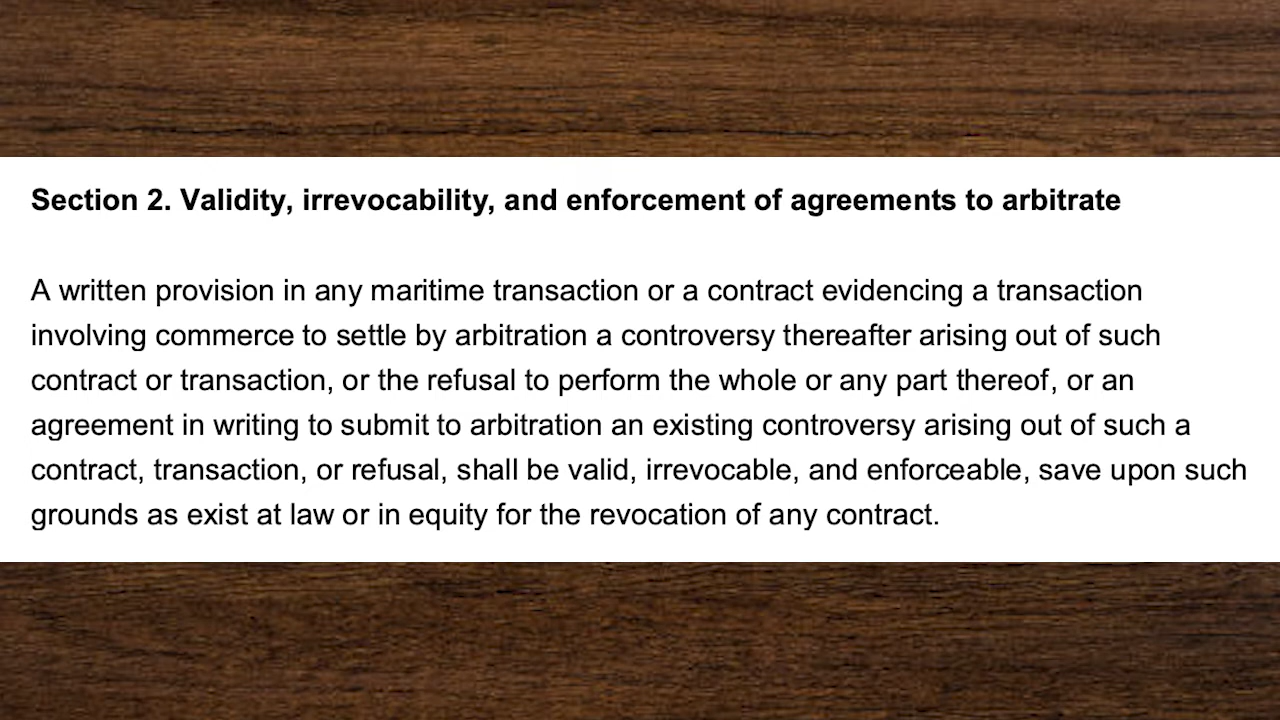 Section 2. Validity, irrevocability, and enforcement of agreements to arbitrate
A written provision in any maritime transaction or a contract evidencing a transaction
involving commerce to settle by arbitration a controversy thereafter arising out of such
contract or transaction, or the refusal to perform the whole or any part thereof, or an
agreement in writing to submit to arbitration an existing controversy arising out of such a
contract, transaction, or refusal, shall be valid, irrevocable, and enforceable, save upon such
grounds as exist at law or in equity for the revocation of any contract.